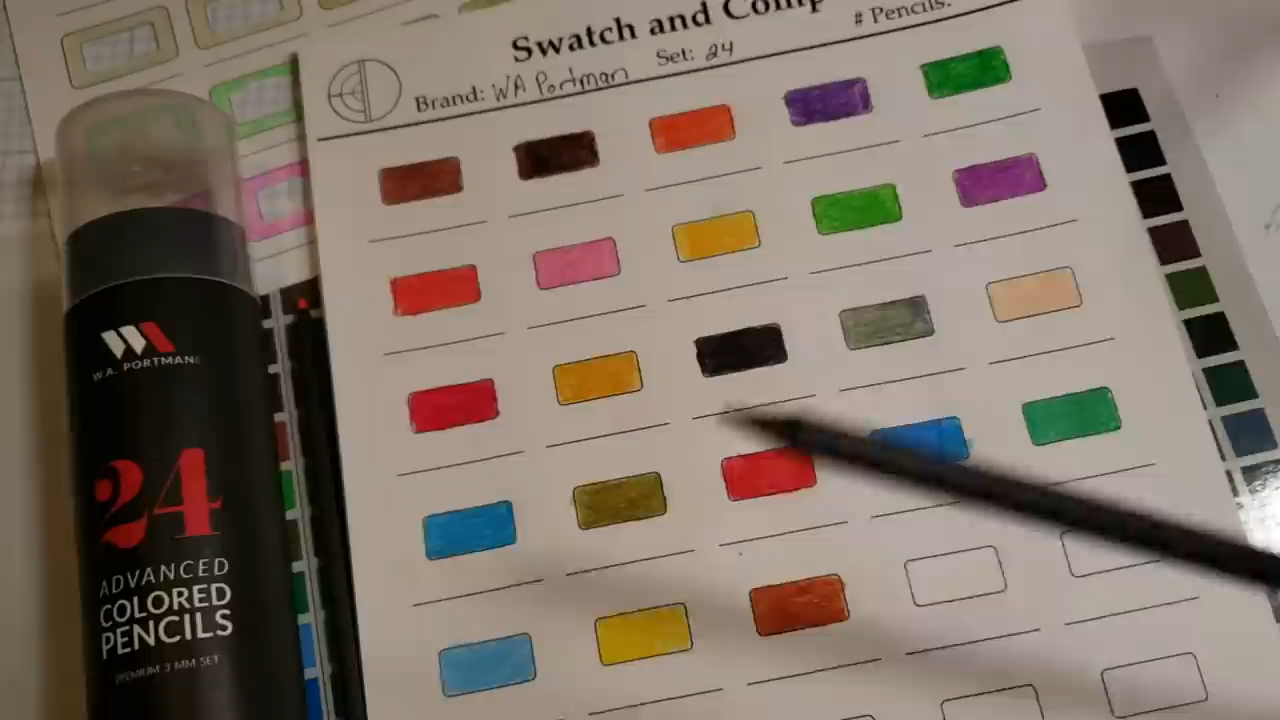 Swatch and Comp
# Pencils:
Brand: WA Portman Set: 24
W.A. PORTMAN
24
ADVANCED
COLORED
PENCILS
PREMIUM 3 MM SET